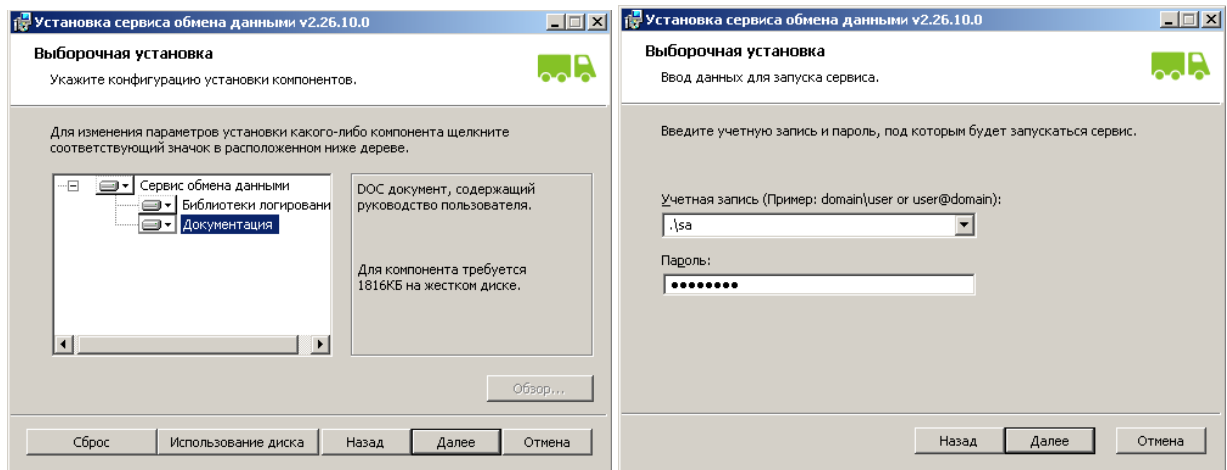 Установка сервиса обмена данными v2.26.10.0
Выборочная установка
Укажите конфигурацию установки компонентов.
Для изменения параметров установки какого-либо компонента щелкните
соответствующий значок в расположенном ниже дереве.
Сервис обмена данными
Библиотеки логировани
Документация
DOC документ, содержащий
руководство пользователя.
Для компонента требуется
1816КБ на жестком диске.
Обзор...
Сброс
Использование диска
Назад
Далее
Отмена
Установка сервиса обмена данными v2.26.10.0
Выборочная установка
Ввод данных для запуска сервиса.
Введите учетную запись и пароль, под которым будет запускаться сервис.
Учетная запись (Пример: domain\user or user@domain):
.\sa
Пароль:
●●●●●●●●
Назад
Далее
Отмена